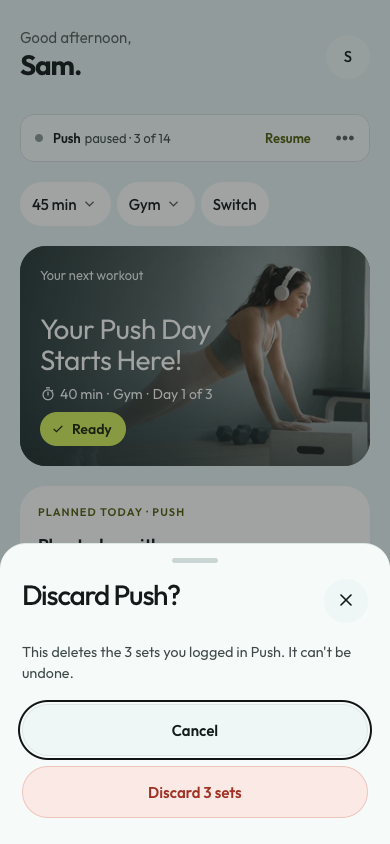 Good afternoon,
Sam.
S
Push paused · 3 of 14
Resume
45 min
Gym
Switch
Your next workout
Your Push Day
Starts Here!
40 min · Gym · Day 1 of 3
Ready
PLANNED TODAY · PUSH
Discard Push?
This deletes the 3 sets you logged in Push. It can't be
undone.
Cancel
Discard 3 sets